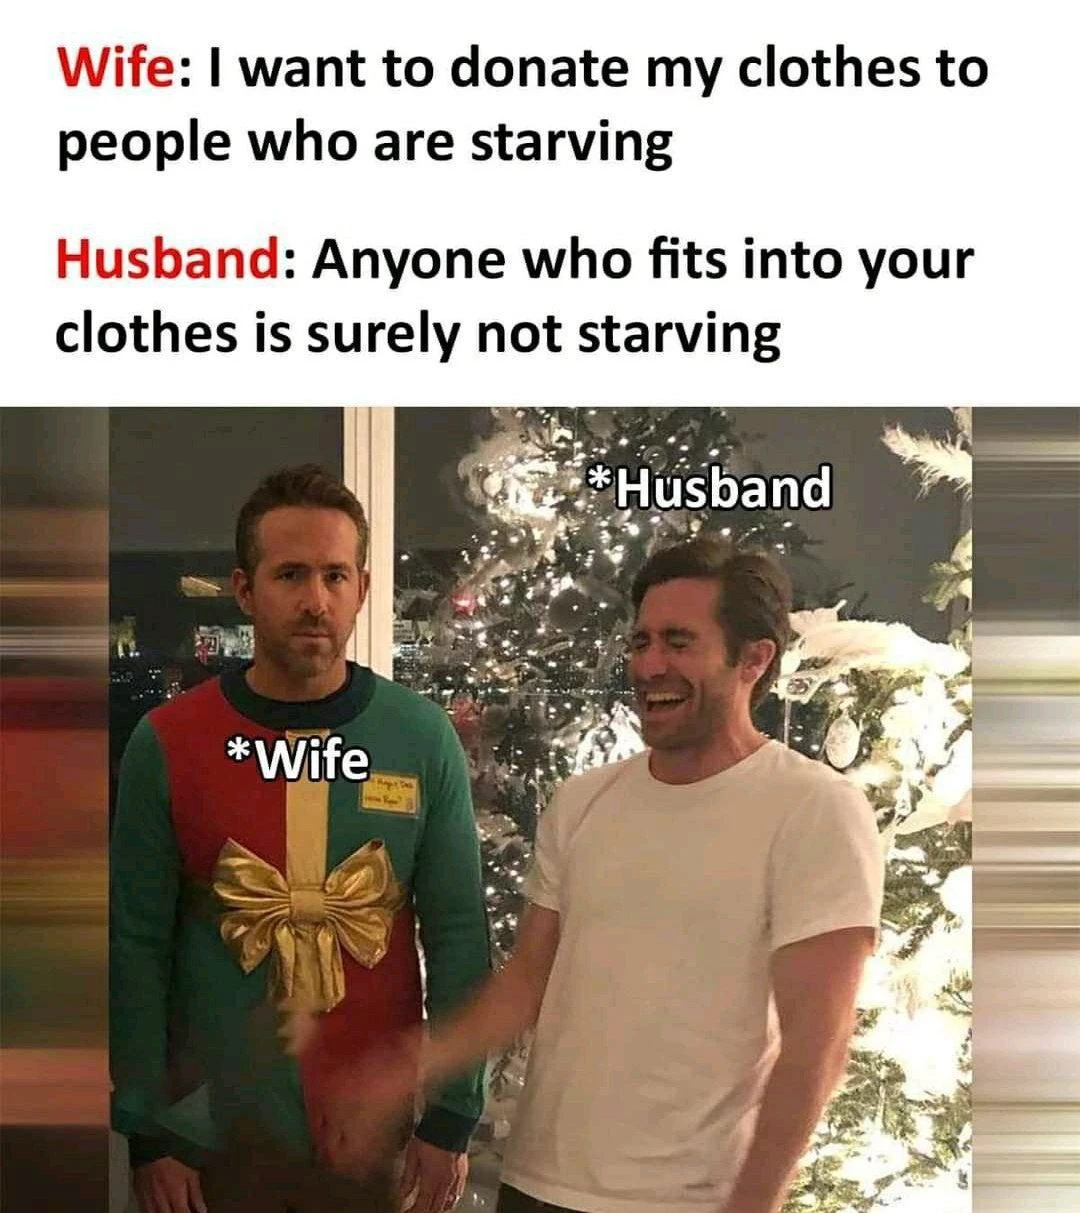 Wife: I want to donate my clothes to
people who are starving
Husband: Anyone who fits into your
clothes is surely not starving
*Husband
*Wife